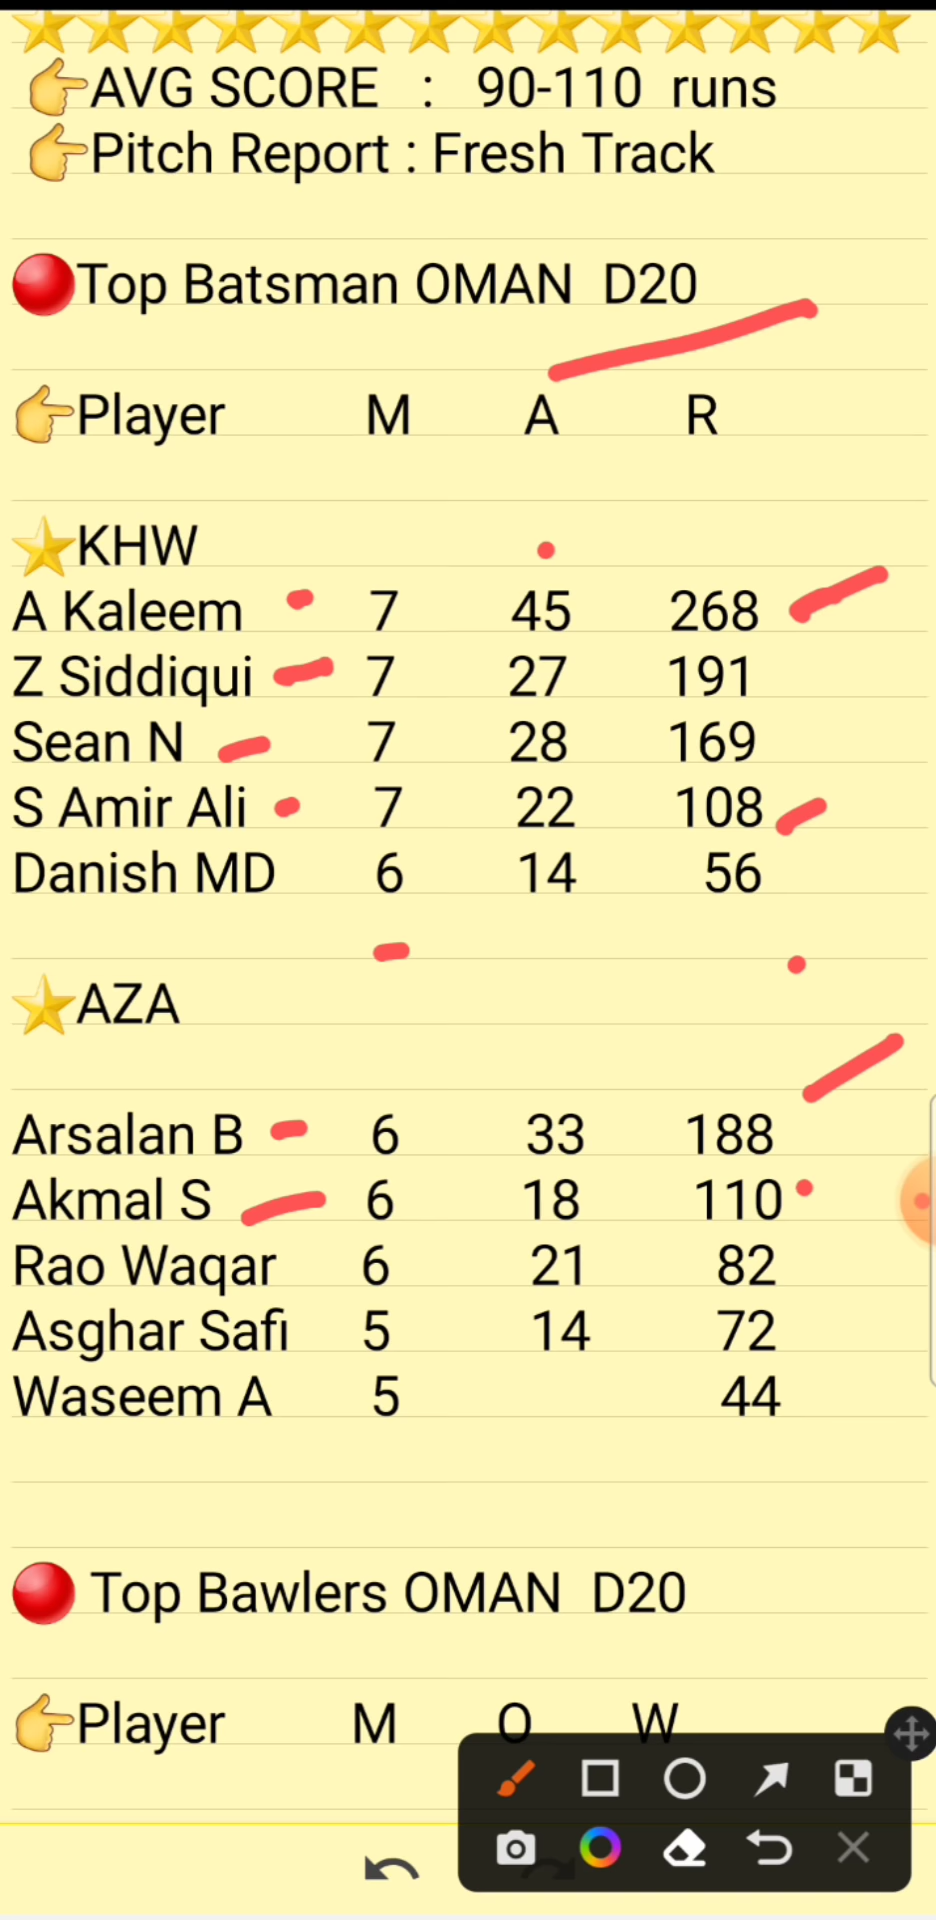 AVG SCORE : 90-110 runs
Pitch Report : Fresh Track
Top Batsman OMAN D20
Player M A R
KHW
A Kaleem 7 45 268
Z Siddiqui 7 27 191
Sean N 7 28 169
S Amir Ali 7 22 108
Danish MD 6 14 56
AZA
Arsalan B 6 33 188
Akmal S 6 18 110
Rao Waqar 6 21 82
Asghar Safi 5 14 72
Waseem A 5 44
Top Bawlers OMAN D20
Player M O W